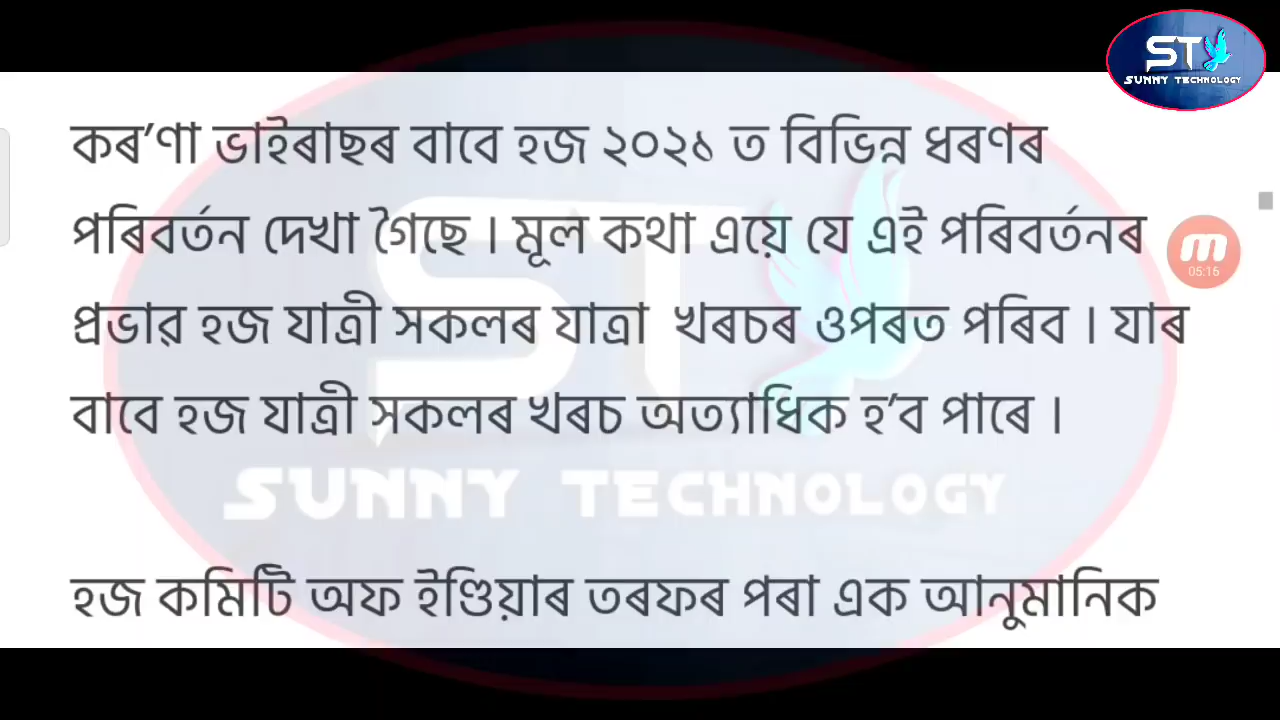 ST
SUNNY TECHNOLOGY
কৰ’ণা ভাইৰাছৰ বাবে হজ ২০২১ ত বিভিন্ন ধৰণৰ
পৰিবৰ্তন দেখা গৈছে । মূল কথা এয়ে যে এই পৰিবৰ্তনৰ
05:16
প্ৰভাৱ হজ যাত্ৰী সকলৰ যাত্ৰা খৰচৰ ওপৰত পৰিব । যাৰ
বাবে হজ যাত্ৰী সকলৰ খৰচ অত্যাধিক হ’ব পাৰে ।
ST
SUNNY TECHNOLOGY
হজ কমিটি অফ ইণ্ডিয়াৰ তৰফৰ পৰা এক আনুমানিক